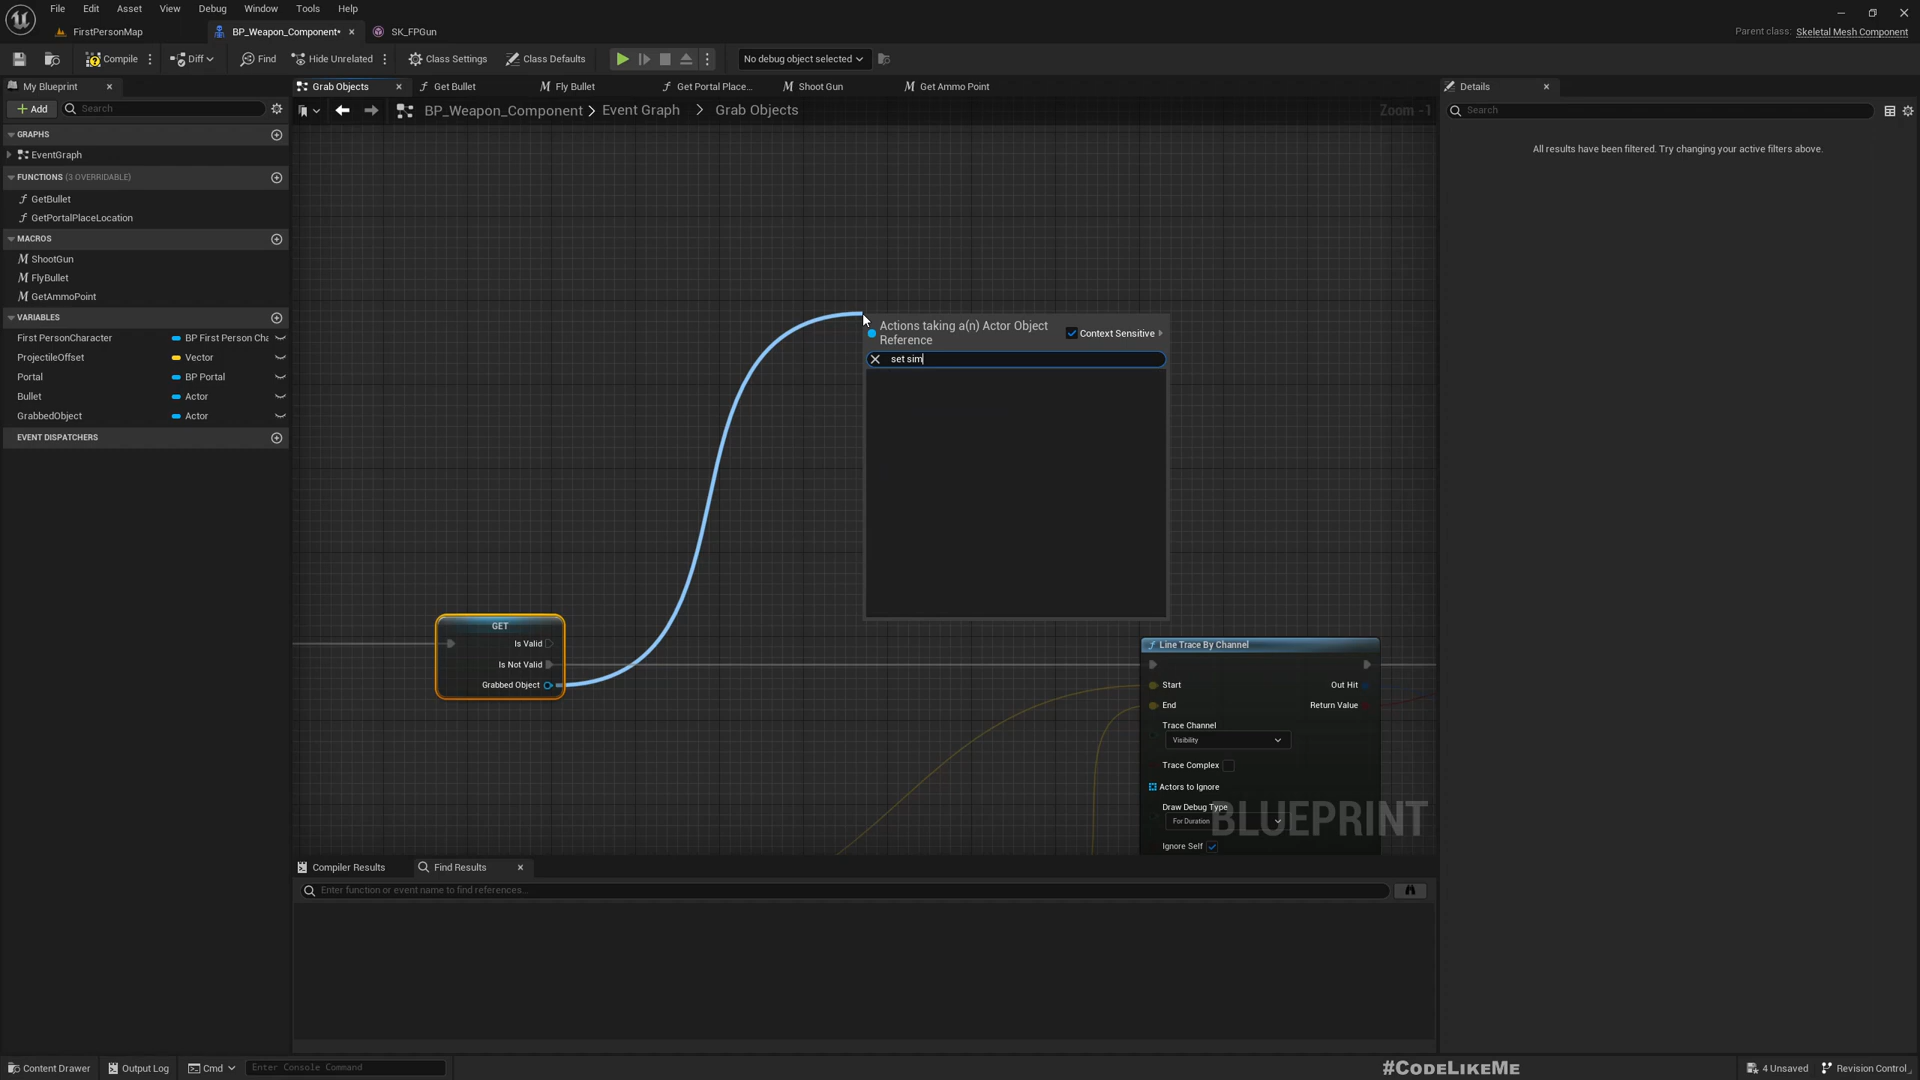 File Edit Asset View Debug Window Tools Help
FirstPersonMap BP_Weapon_Component* SK_FPGun
Parent class: Skeletal Mesh Component
Compile Diff Find Hide Unrelated Class Settings Class Defaults No debug object selected
My Blueprint
Grab Objects Get Bullet Fly Bullet Get Portal Place... Shoot Gun Get Ammo Point
Details
Add Search
BP_Weapon_Component > Event Graph > Grab Objects
Zoom -1
Search
GRAPHS
All results have been filtered. Try changing your active filters above.
EventGraph
FUNCTIONS (3 OVERRIDABLE)
GetBullet
GetPortalPlaceLocation
MACROS
ShootGun
FlyBullet
GetAmmoPoint
VARIABLES
First PersonCharacter BP First Person Cha
ProjectileOffset Vector
Portal BP Portal
Bullet Actor
GrabbedObject Actor
EVENT DISPATCHERS
Actions taking a(n) Actor Object
Reference
Context Sensitive
set sim
GET
Is Valid
Is Not Valid
Grabbed Object
Line Trace By Channel
Start Out Hit
End Return Value
Trace Channel
Visibility
Trace Complex
Actors to Ignore
Draw Debug Type
For Duration
Ignore Self
BLUEPRINT
Compiler Results Find Results
Enter function or event name to find references...
Content Drawer Output Log Cmd Enter Console Command
#CodeLikeMe
4 Unsaved Revision Control